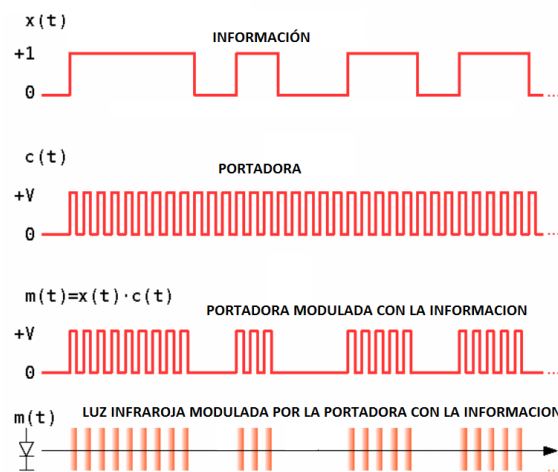 x(t)
INFORMACIÓN
+1
0
...
c(t)
PORTADORA
+V
0
...
m(t)=x(t)·c(t)
PORTADORA MODULADA CON LA INFORMACION
+V
0
...
m(t)
LUZ INFRAROJA MODULADA POR LA PORTADORA CON LA INFORMACION
...